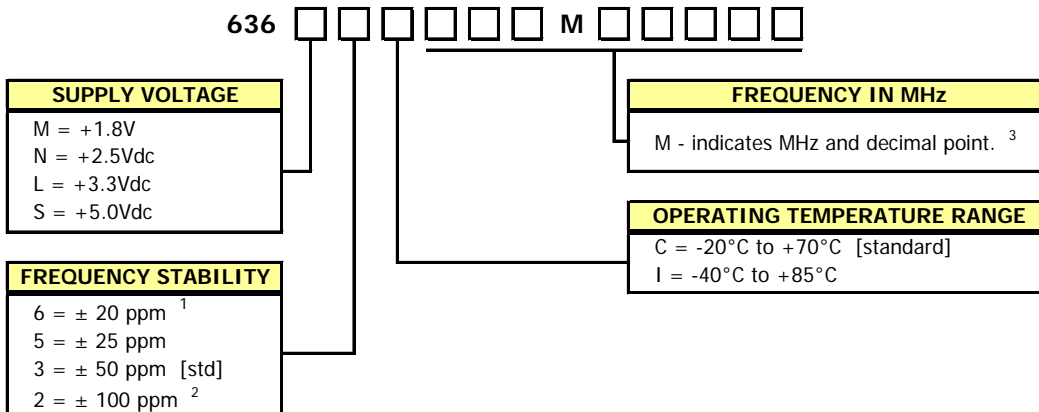 636 M
SUPPLY VOLTAGE
M = +1.8V
N = +2.5Vdc
L = +3.3Vdc
S = +5.0Vdc
FREQUENCY STABILITY
6 = ± 20 ppm 1
5 = ± 25 ppm
3 = ± 50 ppm [std]
2 = ± 100 ppm 2
FREQUENCY IN MHz
M - indicates MHz and decimal point. 3
OPERATING TEMPERATURE RANGE
C = -20°C to +70°C [standard]
I = -40°C to +85°C